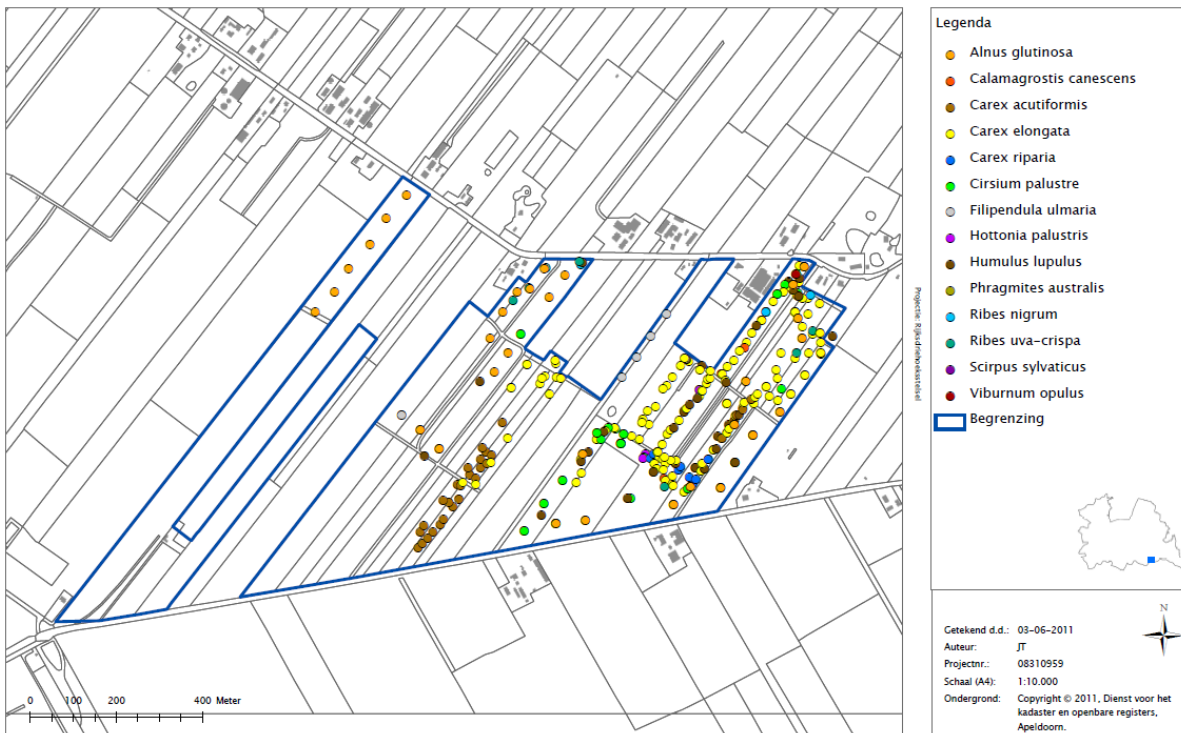 Legenda
Alnus glutinosa
Calamagrostis canescens
Carex acutiformis
Carex elongata
Carex riparia
Cirsium palustre
Filipendula ulmaria
Hottonia palustris
Humulus lupulus
Phragmites australis
Ribes nigrum
Ribes uva-crispa
Scirpus sylvaticus
Viburnum opulus
Begrenzing
Projectie: Rijksdriehoeksstelsel
N
Getekend d.d.: 03-06-2011
Auteur: JT
Projectnr.: 08310959
Schaal (A4): 1:10.000
Ondergrond: Copyright © 2011, Dienst voor het
kadaster en openbare registers,
Apeldoorn.
0 100 200 400 Meter